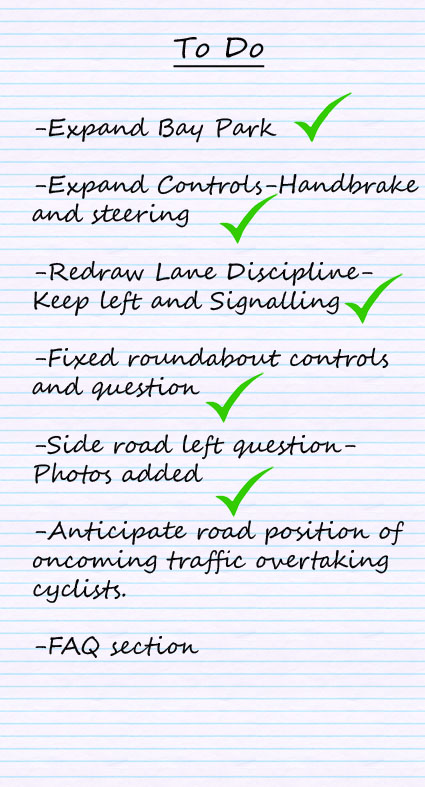 To Do
-Expand Bay Park
-Expand Controls-Handbrake
and steering
-Redraw Lane Discipline-
Keep left and Signalling
-Fixed roundabout controls
and question
-Side road left question-
Photos added
-Anticipate road position of
oncoming traffic overtaking
cyclists.
-FAQ section